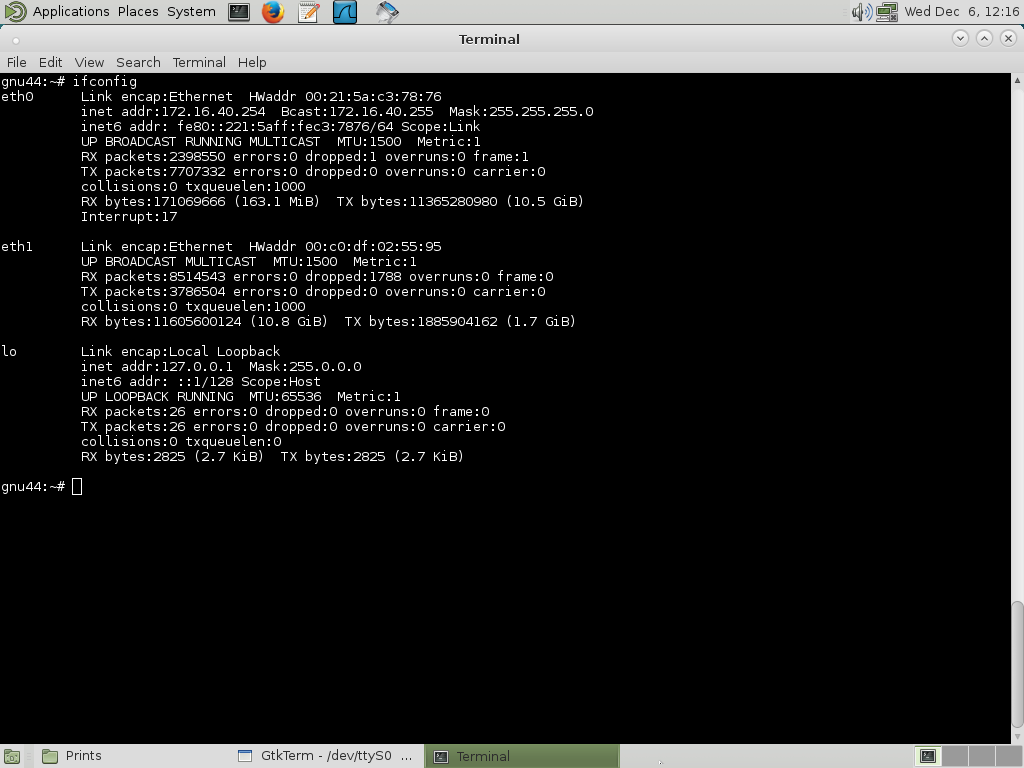 Applications Places System Wed Dec 6, 12:16
Terminal
File Edit View Search Terminal Help
gnu44:~# ifconfig
eth0      Link encap:Ethernet  HWaddr 00:21:5a:c3:78:76
          inet addr:172.16.40.254  Bcast:172.16.40.255  Mask:255.255.255.0
          inet6 addr: fe80::221:5aff:fec3:7876/64 Scope:Link
          UP BROADCAST RUNNING MULTICAST  MTU:1500  Metric:1
          RX packets:2398550 errors:0 dropped:1 overruns:0 frame:1
          TX packets:7707332 errors:0 dropped:0 overruns:0 carrier:0
          collisions:0 txqueuelen:1000
          RX bytes:171069666 (163.1 MiB)  TX bytes:11365280980 (10.5 GiB)
          Interrupt:17
eth1      Link encap:Ethernet  HWaddr 00:c0:df:02:55:95
          UP BROADCAST MULTICAST  MTU:1500  Metric:1
          RX packets:8514543 errors:0 dropped:1788 overruns:0 frame:0
          TX packets:3786504 errors:0 dropped:0 overruns:0 carrier:0
          collisions:0 txqueuelen:1000
          RX bytes:11605600124 (10.8 GiB)  TX bytes:1885904162 (1.7 GiB)
lo        Link encap:Local Loopback
          inet addr:127.0.0.1  Mask:255.0.0.0
          inet6 addr: ::1/128 Scope:Host
          UP LOOPBACK RUNNING  MTU:65536  Metric:1
          RX packets:26 errors:0 dropped:0 overruns:0 frame:0
          TX packets:26 errors:0 dropped:0 overruns:0 carrier:0
          collisions:0 txqueuelen:0
          RX bytes:2825 (2.7 KiB)  TX bytes:2825 (2.7 KiB)
gnu44:~#
Prints GtkTerm - /dev/ttyS0 ... Terminal